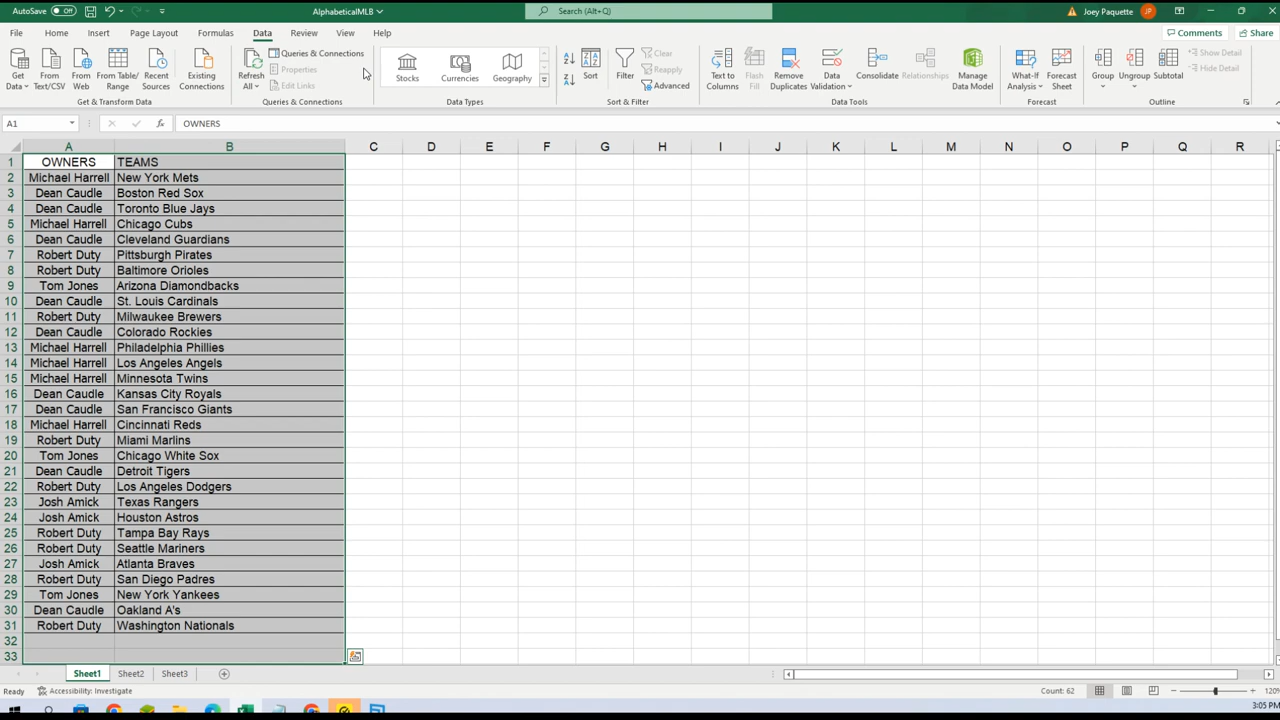 AutoSave Off AlphabeticalMLB Search (Alt+Q) Joey Paquette JP
File Home Insert Page Layout Formulas Data Review View Help Comments Share
Get Data From Text/CSV From Web From Table/ Range Recent Sources Existing Connections
Get & Transform Data
Refresh All Queries & Connections Properties Edit Links
Queries & Connections
Stocks Currencies Geography
Data Types
Sort Filter Clear Reapply Advanced
Sort & Filter
Text to Columns Flash Fill Remove Duplicates Data Validation Consolidate Relationships Manage Data Model
Data Tools
What-If Analysis Forecast Sheet
Forecast
Group Ungroup Subtotal Show Detail Hide Detail
Outline
A1 fx OWNERS
A B C D E F G H I J K L M N O P Q R
1 OWNERS TEAMS
2 Michael Harrell New York Mets
3 Dean Caudle Boston Red Sox
4 Dean Caudle Toronto Blue Jays
5 Michael Harrell Chicago Cubs
6 Dean Caudle Cleveland Guardians
7 Robert Duty Pittsburgh Pirates
8 Robert Duty Baltimore Orioles
9 Tom Jones Arizona Diamondbacks
10 Dean Caudle St. Louis Cardinals
11 Robert Duty Milwaukee Brewers
12 Dean Caudle Colorado Rockies
13 Michael Harrell Philadelphia Phillies
14 Michael Harrell Los Angeles Angels
15 Michael Harrell Minnesota Twins
16 Dean Caudle Kansas City Royals
17 Dean Caudle San Francisco Giants
18 Michael Harrell Cincinnati Reds
19 Robert Duty Miami Marlins
20 Tom Jones Chicago White Sox
21 Dean Caudle Detroit Tigers
22 Robert Duty Los Angeles Dodgers
23 Josh Amick Texas Rangers
24 Josh Amick Houston Astros
25 Robert Duty Tampa Bay Rays
26 Robert Duty Seattle Mariners
27 Josh Amick Atlanta Braves
28 Robert Duty San Diego Padres
29 Tom Jones New York Yankees
30 Dean Caudle Oakland A's
31 Robert Duty Washington Nationals
32
33
Sheet1 Sheet2 Sheet3
Ready Accessibility: Investigate Count: 62 120%
3:05 PM